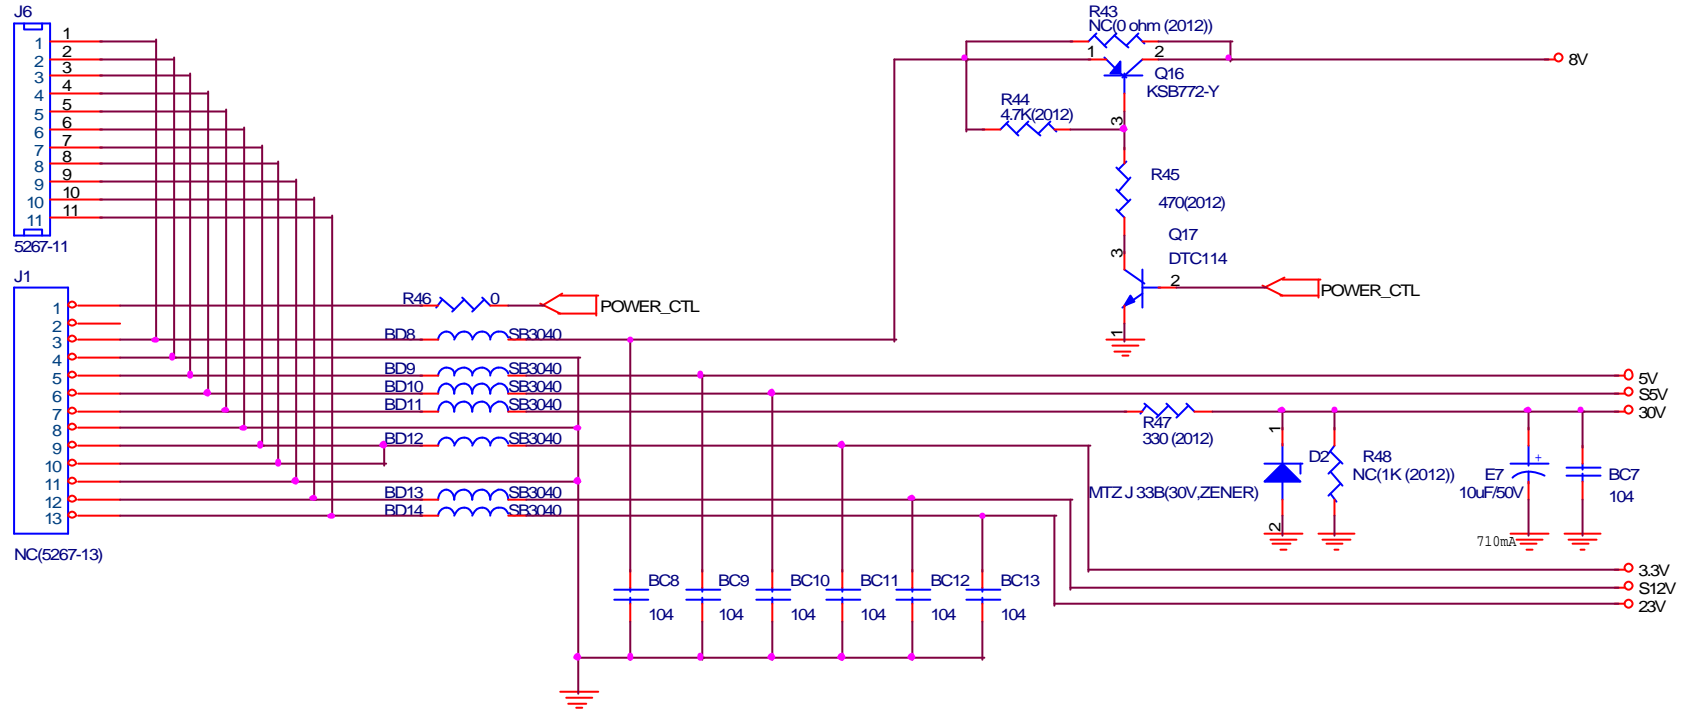 J6
1
2
3
4
5
6
7
8
9
10
11
1
2
3
4
5
6
7
8
9
10
11
5267-11
J1
1
2
3
4
5
6
7
8
9
10
11
12
13
NC(5267-13)
R46 0
POWER_CTL
BD8 SB3040
BD9 SB3040
BD10 SB3040
BD11 SB3040
BD12 SB3040
BD13 SB3040
BD14 SB3040
R43
NC(0 ohm (2012))
1 2
Q16
KSB772-Y
3
8V
R44
4.7K(2012)
R45
470(2012)
Q17
DTC114
3
2
1
POWER_CTL
5V
S5V
30V
R47
330 (2012)
1
D2
2
MTZ J 33B(30V,ZENER)
R48
NC(1K (2012))
+
E7
10uF/50V
710mA
BC7
104
3.3V
S12V
23V
BC8
104
BC9
104
BC10
104
BC11
104
BC12
104
BC13
104